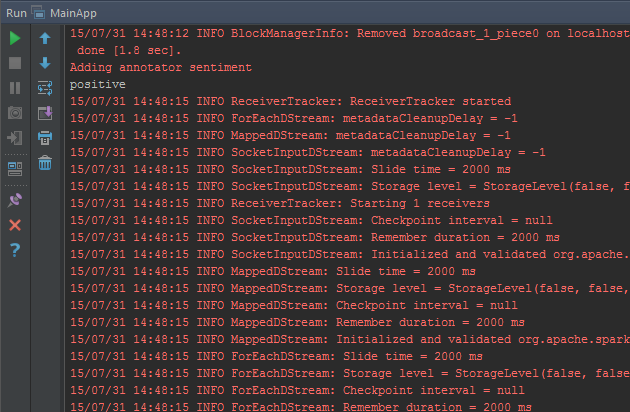 Run MainApp
15/07/31 14:48:12 INFO BlockManagerInfo: Removed broadcast_1_piece0 on localhost
done [1.8 sec].
Adding annotator sentiment
positive
15/07/31 14:48:15 INFO ReceiverTracker: ReceiverTracker started
15/07/31 14:48:15 INFO ForEachDStream: metadataCleanupDelay = -1
15/07/31 14:48:15 INFO MappedDStream: metadataCleanupDelay = -1
15/07/31 14:48:15 INFO SocketInputDStream: metadataCleanupDelay = -1
15/07/31 14:48:15 INFO SocketInputDStream: Slide time = 2000 ms
15/07/31 14:48:15 INFO SocketInputDStream: Storage level = StorageLevel(false, f
15/07/31 14:48:15 INFO ReceiverTracker: Starting 1 receivers
15/07/31 14:48:15 INFO SocketInputDStream: Checkpoint interval = null
15/07/31 14:48:15 INFO SocketInputDStream: Remember duration = 2000 ms
15/07/31 14:48:15 INFO SocketInputDStream: Initialized and validated org.apache.
15/07/31 14:48:15 INFO MappedDStream: Slide time = 2000 ms
15/07/31 14:48:15 INFO MappedDStream: Storage level = StorageLevel(false, false,
15/07/31 14:48:15 INFO MappedDStream: Checkpoint interval = null
15/07/31 14:48:15 INFO MappedDStream: Remember duration = 2000 ms
15/07/31 14:48:15 INFO MappedDStream: Initialized and validated org.apache.spark
15/07/31 14:48:15 INFO ForEachDStream: Slide time = 2000 ms
15/07/31 14:48:15 INFO ForEachDStream: Storage level = StorageLevel(false, false
15/07/31 14:48:15 INFO ForEachDStream: Checkpoint interval = null
15/07/31 14:48:15 INFO ForEachDStream: Remember duration = 2000 ms